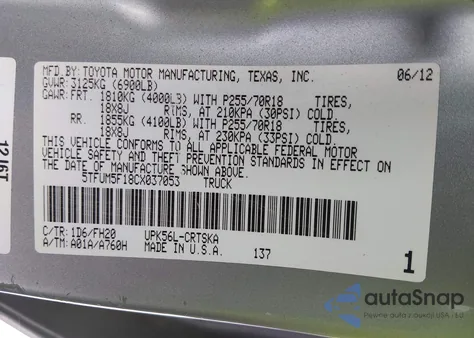 MFD.BY:TOYOTA MOTOR MANUFACTURING, TEXAS, INC. 06/12
GVWR:3125KG (6900LB)
GAWR:FRT. 1810KG (4000LB) WITH P255/70R18 TIRES,
18X8J RIMS, AT 210KPA (30PSI) COLD.
RR. 1855KG (4100LB) WITH P255/70R18 TIRES,
18X8J RIMS, AT 230KPA (33PSI) COLD.
THIS VEHICLE CONFORMS TO ALL APPLICABLE FEDERAL MOTOR
VEHICLE SAFETY AND THEFT PREVENTION STANDARDS IN EFFECT
ON THE DATE OF MANUFACTURE SHOWN ABOVE.
5TFUM5F18CX037053 TRUCK
C/TR:1D6/FH20 UPK56L-CRTSKA
A/TM:A01A/A760H MADE IN U.S.A. 137 1
12J6T
autoSnap